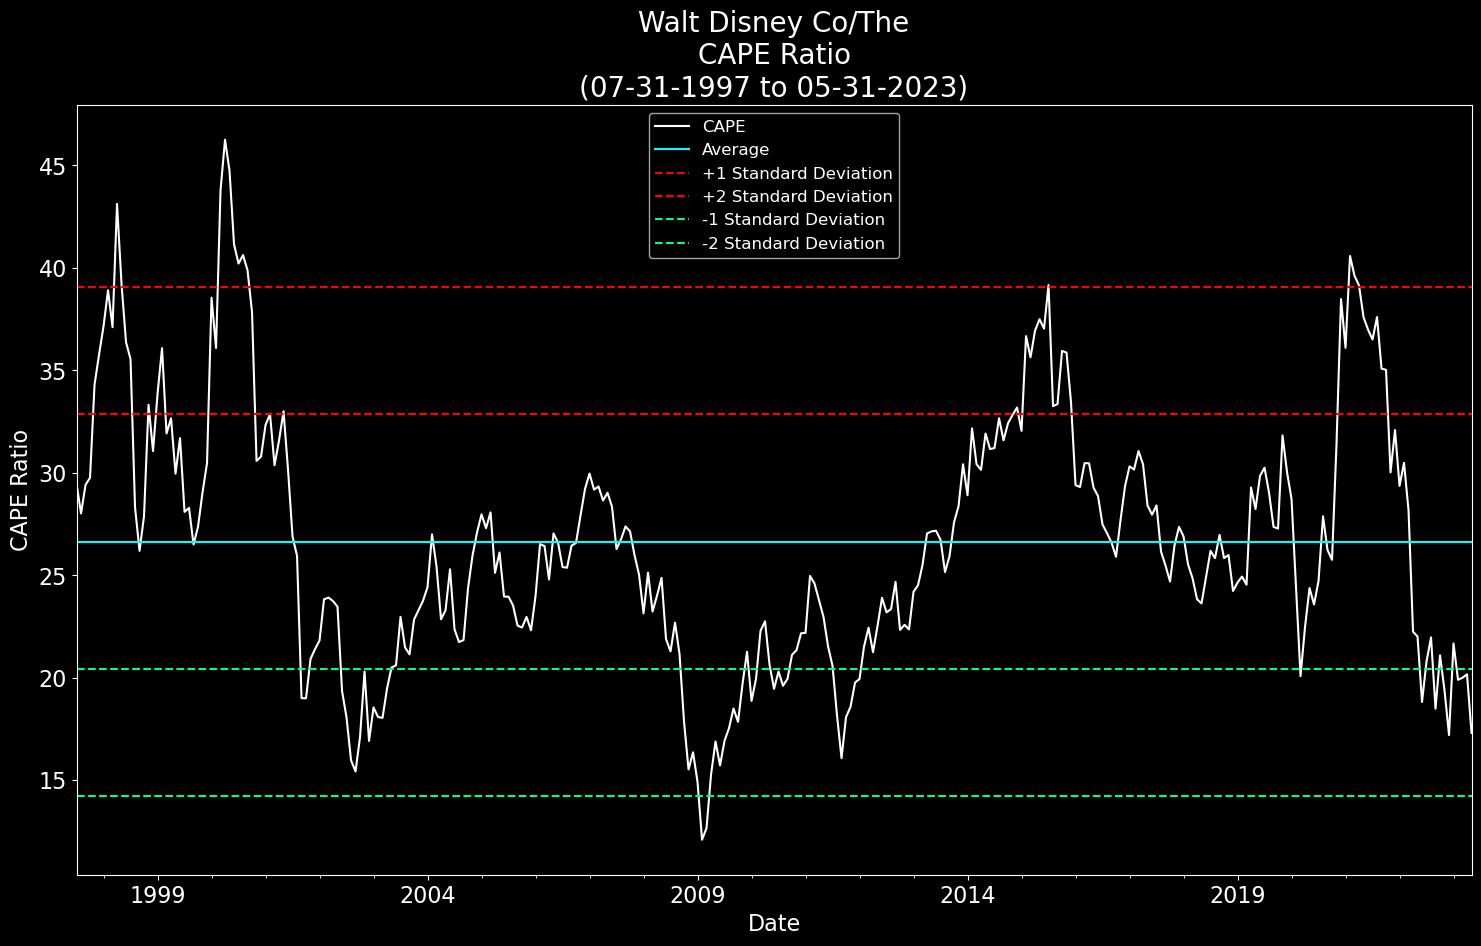 Walt Disney Co/The
CAPE Ratio
(07-31-1997 to 05-31-2023)
CAPE
Average
+1 Standard Deviation
+2 Standard Deviation
-1 Standard Deviation
-2 Standard Deviation
45
40
35
30
25
20
15
CAPE Ratio
1999 2004 2009 2014 2019
Date